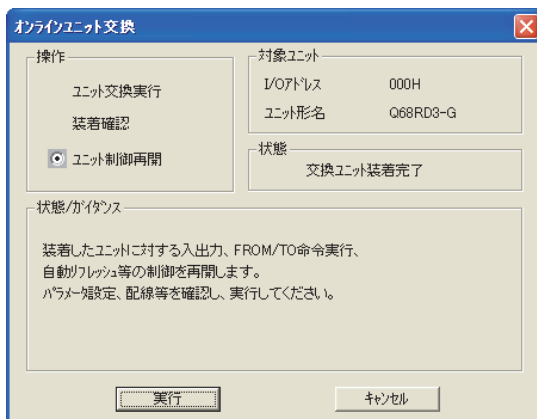 オンラインユニット交換
操作
ユニット交換実行
装着確認
ユニット制御再開
対象ユニット
I/Oアドレス 000H
ユニット形名 Q68RD3-G
状態
交換ユニット装着完了
状態/ガイダンス
装着したユニットに対する入出力、FROM/TO命令実行、
自動リフレッシュ等の制御を再開します。
パラメータ設定、配線等を確認し、実行してください。
実行 キャンセル